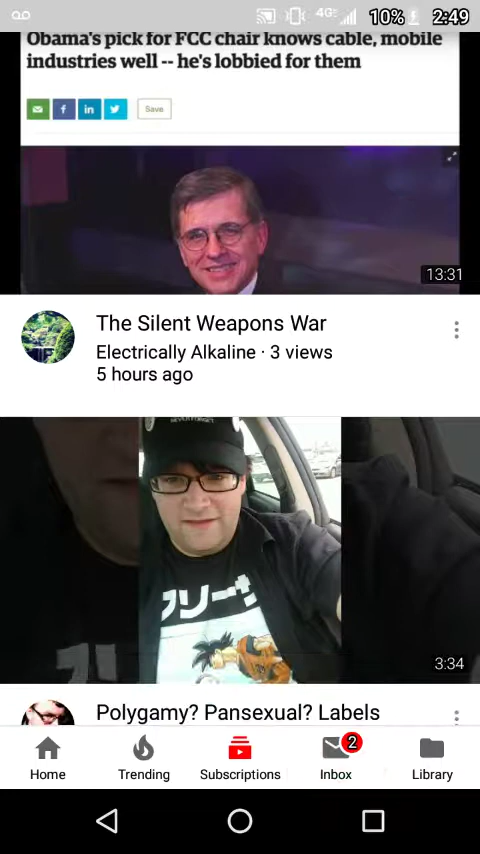 4G 10% 2:49
Obama's pick for FCC chair knows cable, mobile
industries well -- he's lobbied for them
Save
13:31
The Silent Weapons War
Electrically Alkaline · 3 views
5 hours ago
フリーザ
3:34
Polygamy? Pansexual? Labels
2
Home Trending Subscriptions Inbox Library